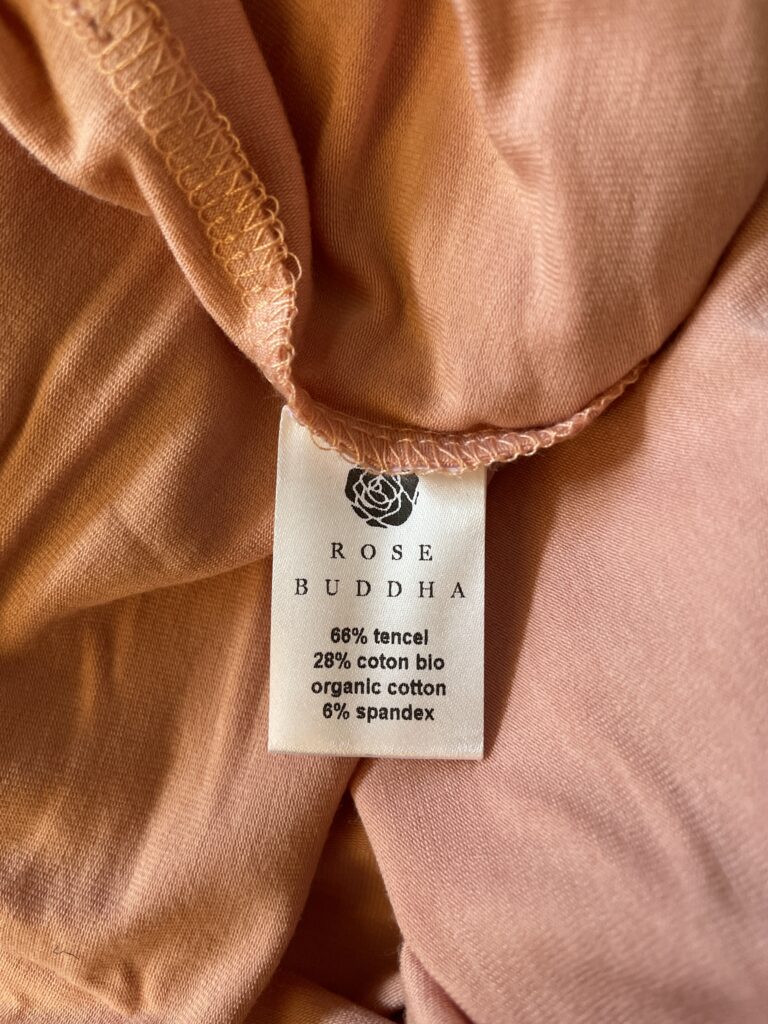 ROSE
BUDDHA
66% tencel
28% coton bio
organic cotton
6% spandex